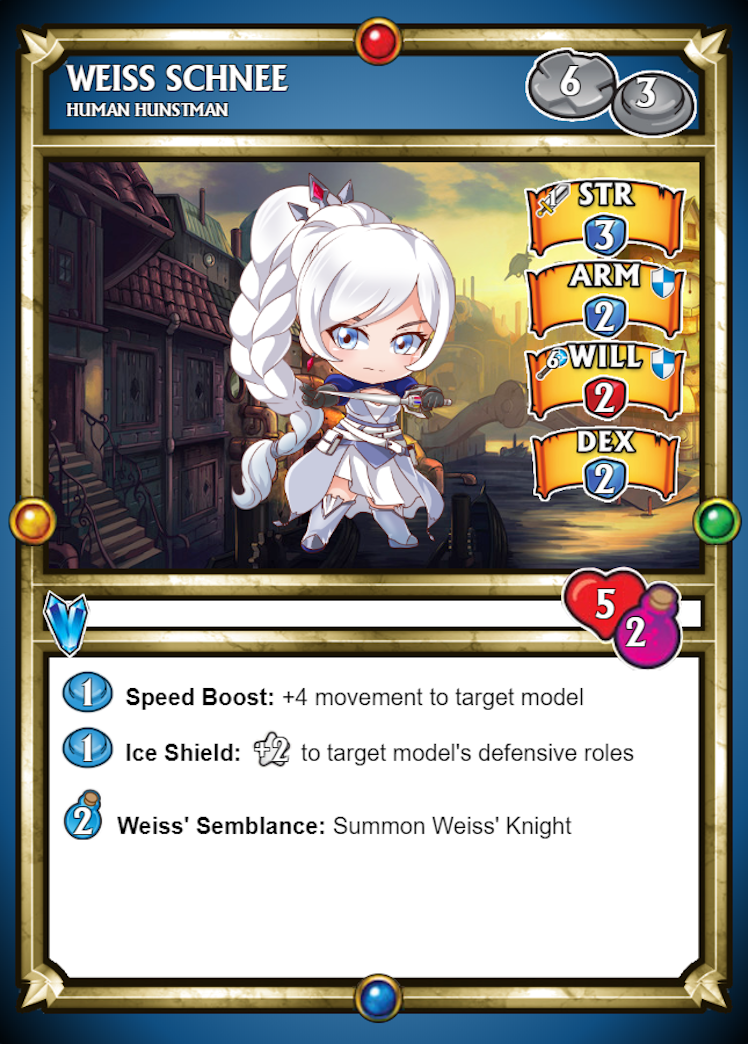 WEISS SCHNEE
HUMAN HUNSTMAN
6
3
1 STR
3
ARM
2
6 WILL
2
DEX
2
5
2
1 Speed Boost: +4 movement to target model
1 Ice Shield: +2 to target model's defensive roles
2 Weiss' Semblance: Summon Weiss' Knight